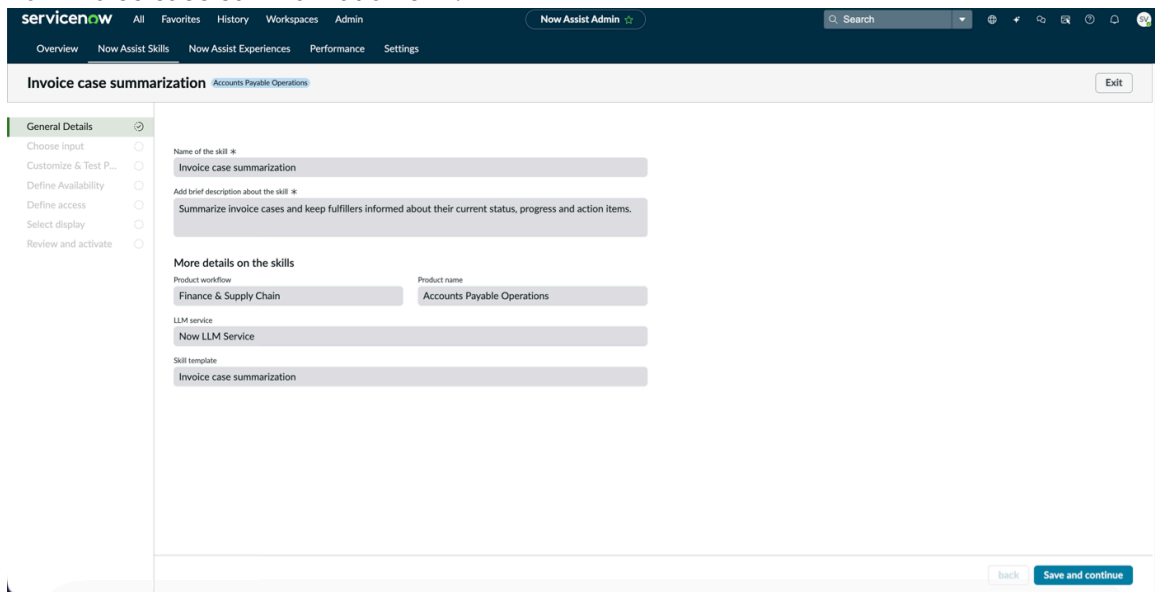 servicenow All Favorites History Workspaces Admin Now Assist Admin ☆ Search SV
Overview Now Assist Skills Now Assist Experiences Performance Settings
Invoice case summarization Accounts Payable Operations Exit
General Details
Choose input
Customize & Test P...
Define Availability
Define access
Select display
Review and activate
Name of the skill *
Invoice case summarization
Add brief description about the skill *
Summarize invoice cases and keep fulfillers informed about their current status, progress and action items.
More details on the skills
Product workflow Product name
Finance & Supply Chain Accounts Payable Operations
LLM service
Now LLM Service
Skill template
Invoice case summarization
back Save and continue